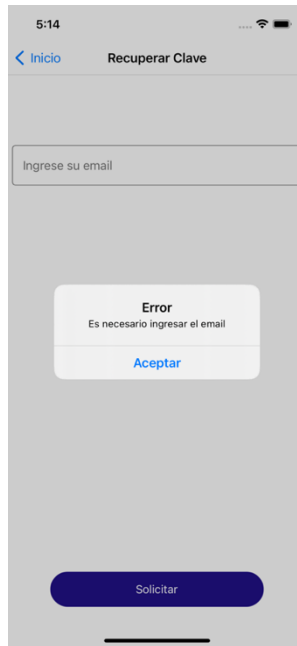 5:14
Inicio
Recuperar Clave
Ingrese su email
Error
Es necesario ingresar el email
Aceptar
Solicitar